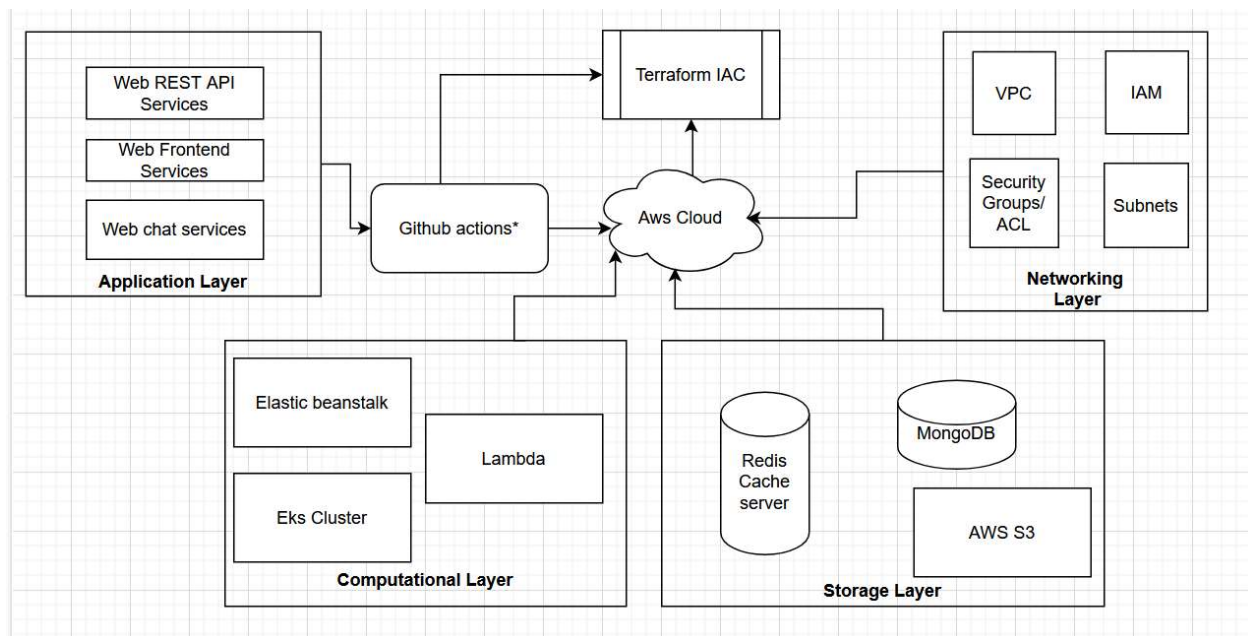 Web REST API
Services
Web Frontend
Services
Web chat services
Application Layer
Github actions*
Terraform IAC
Aws Cloud
VPC
IAM
Security
Groups/
ACL
Subnets
Networking
Layer
Elastic beanstalk
Lambda
Eks Cluster
Computational Layer
Redis
Cache
server
MongoDB
AWS S3
Storage Layer